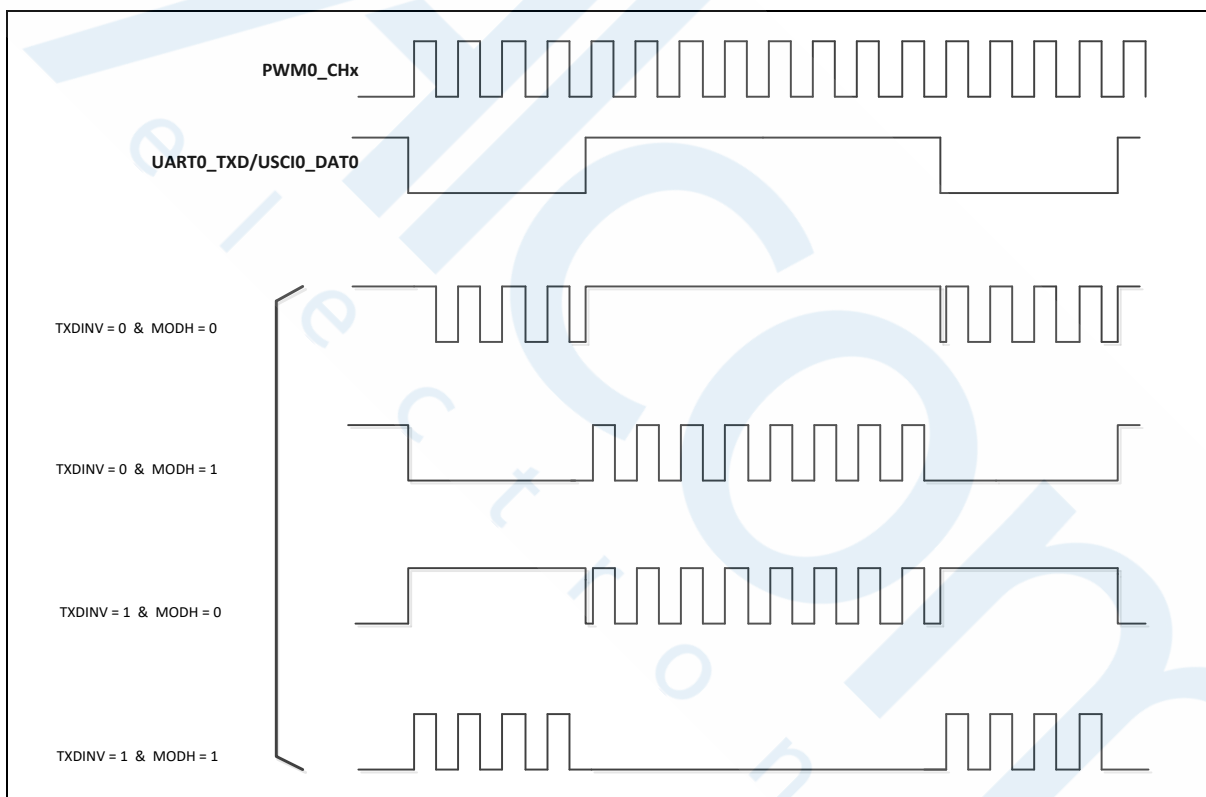 PWM0_CHx
UART0_TXD/USCI0_DAT0
TXDINV = 0 & MODH = 0
TXDINV = 0 & MODH = 1
TXDINV = 1 & MODH = 0
TXDINV = 1 & MODH = 1
electron